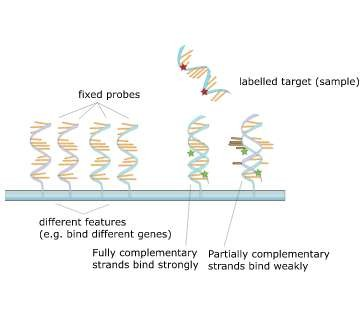 labelled target (sample)
fixed probes
different features
(e.g. bind different genes)
Fully complementary
strands bind strongly
Partially complementary
strands bind weakly